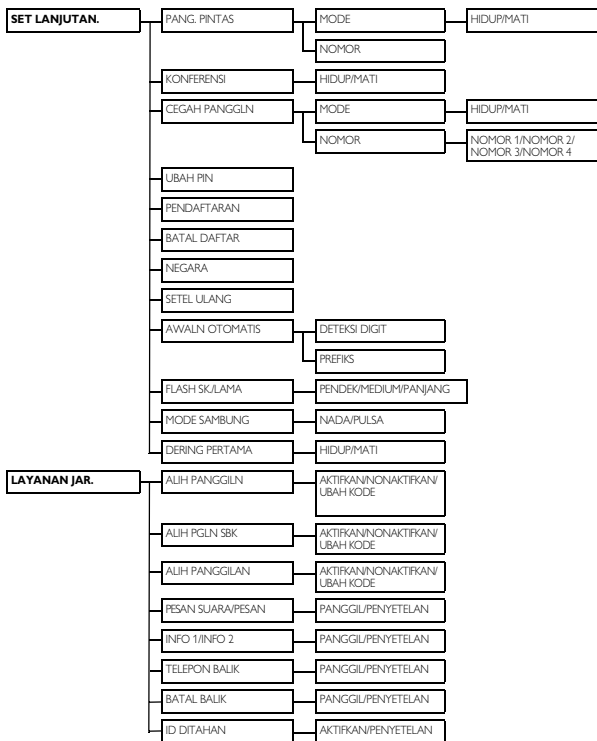 SET LANJUTAN.
PANG. PINTAS
MODE
HIDUP/MATI
NOMOR
KONFERENSI
HIDUP/MATI
CEGAH PANGGLN
MODE
HIDUP/MATI
NOMOR
NOMOR 1/NOMOR 2/
NOMOR 3/NOMOR 4
UBAH PIN
PENDAFTARAN
BATAL DAFTAR
NEGARA
SETEL ULANG
AWALN OTOMATIS
DETEKSI DIGIT
PREFIKS
FLASH SK./LAMA
PENDEK/MEDIUM/PANJANG
MODE SAMBUNG
NADA/PULSA
DERING PERTAMA
HIDUP/MATI
LAYANAN JAR.
ALIH PANGGILN
AKTIFKAN/NONAKTIFKAN/
UBAH KODE
ALIH PGLN SBK
AKTIFKAN/NONAKTIFKAN/
UBAH KODE
ALIH PANGGILAN
AKTIFKAN/NONAKTIFKAN/
UBAH KODE
PESAN SUARA/PESAN
PANGGIL/PENYETELAN
INFO 1/INFO 2
PANGGIL/PENYETELAN
TELEPON BALIK
PANGGIL/PENYETELAN
BATAL BALIK
PANGGIL/PENYETELAN
ID DITAHAN
AKTIFKAN/PENYETELAN